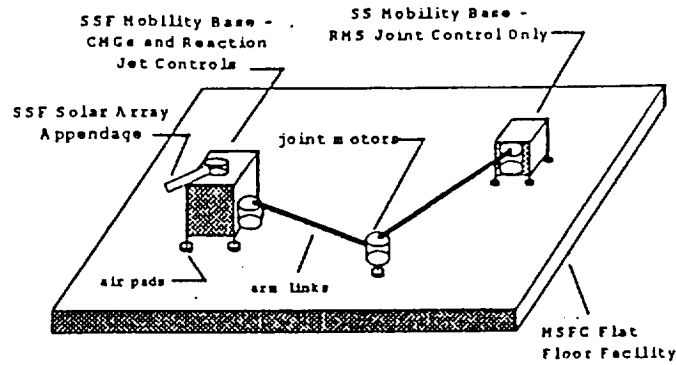 SSF Mobility Base -
CMGs and Reaction
Jet Controls
SS Mobility Base -
RMS Joint Control Only
SSF Solar Array
Appendage
joint motors
air pads
arm links
MSFC Flat
Floor Facility